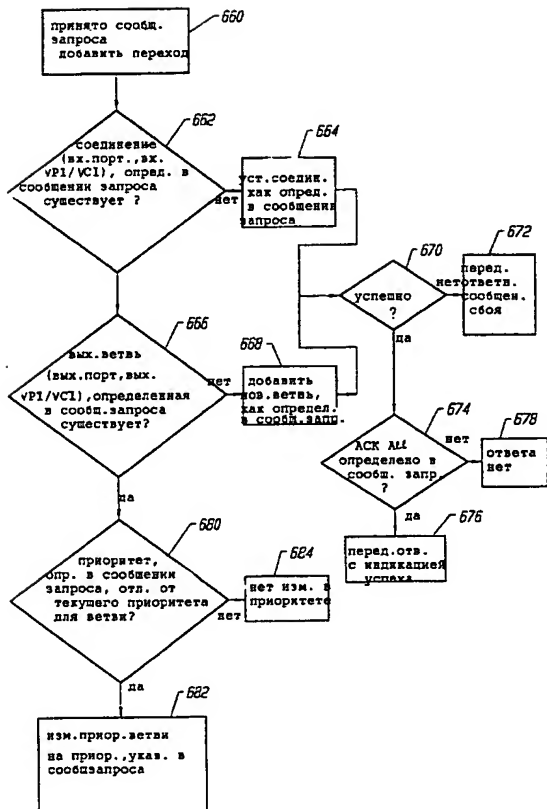 660
принято сообщ.
запроса
добавить переход
662
соединение
(вх.порт.,вх.
VPI/VCI), опред. в
сообщении запроса
существует ?
нет
664
уст.соедин.
как опред.
в сообщении
запроса
670
успешно
?
нет
672
перед.
ответн.
сообщен.
сбоя
да
666
вых.ветвь
(вых.порт,вых.
VPI/VCI),определенная
в сообщ.запроса
существует?
нет
668
добавить
нов.ветвь,
как определ.
в сообщ.запр.
674
ACK ALL
определено в
сообщ. запр.
?
нет
678
ответа
нет
да
676
перед.отв.
с индикацией
успеха
да
680
приоритет,
опр. в сообщении
запроса, отл. от
текущего приоритета
для ветви?
нет
684
нет изм. в
приоритете
да
682
изм.приор.ветви
на приор.,указ. в
сообщзапроса